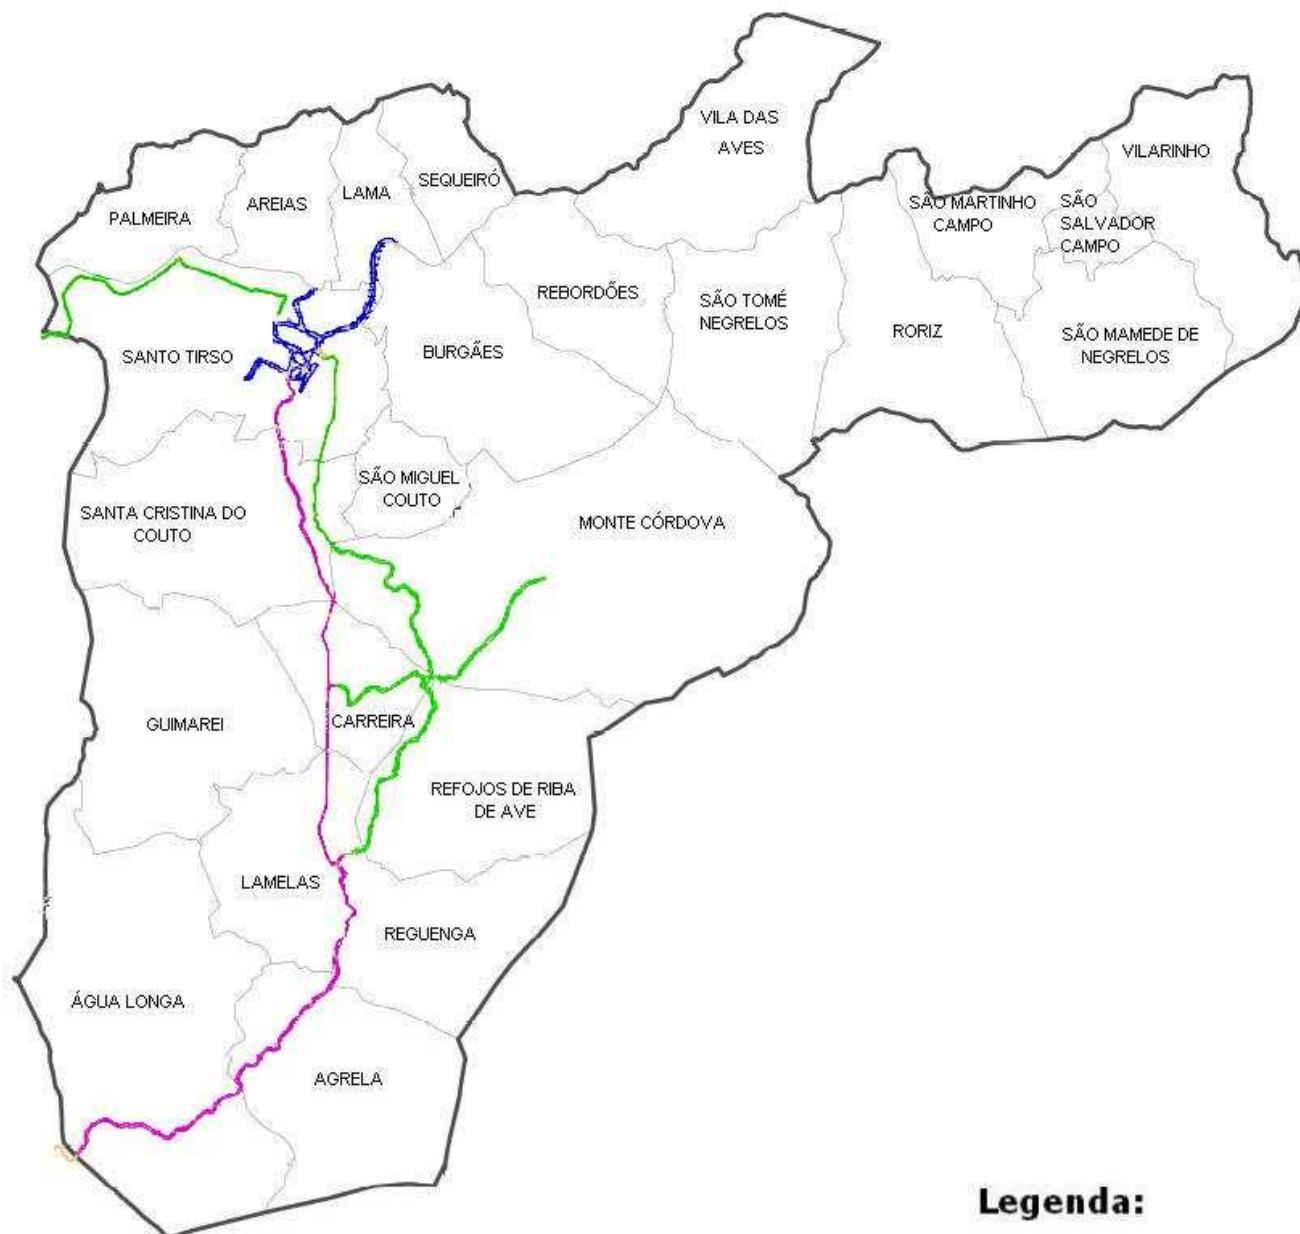 VILA DAS
AVES
VILARINHO
SEQUEIRÓ
LAMA
AREIAS
PALMEIRA
SÃO MARTINHO
CAMPO
SÃO
SALVADOR
CAMPO
REBORDÕES
SÃO TOMÉ
NEGRELOS
RORIZ
SÃO MAMEDE DE
NEGRELOS
SANTO TIRSO
BURGÃES
SÃO MIGUEL
COUTO
SANTA CRISTINA DO
COUTO
MONTE CÓRDOVA
GUIMAREI
CARREIRA
REFOJOS DE RIBA
DE AVE
LAMELAS
REGUENGA
ÁGUA LONGA
AGRELA
Legenda: